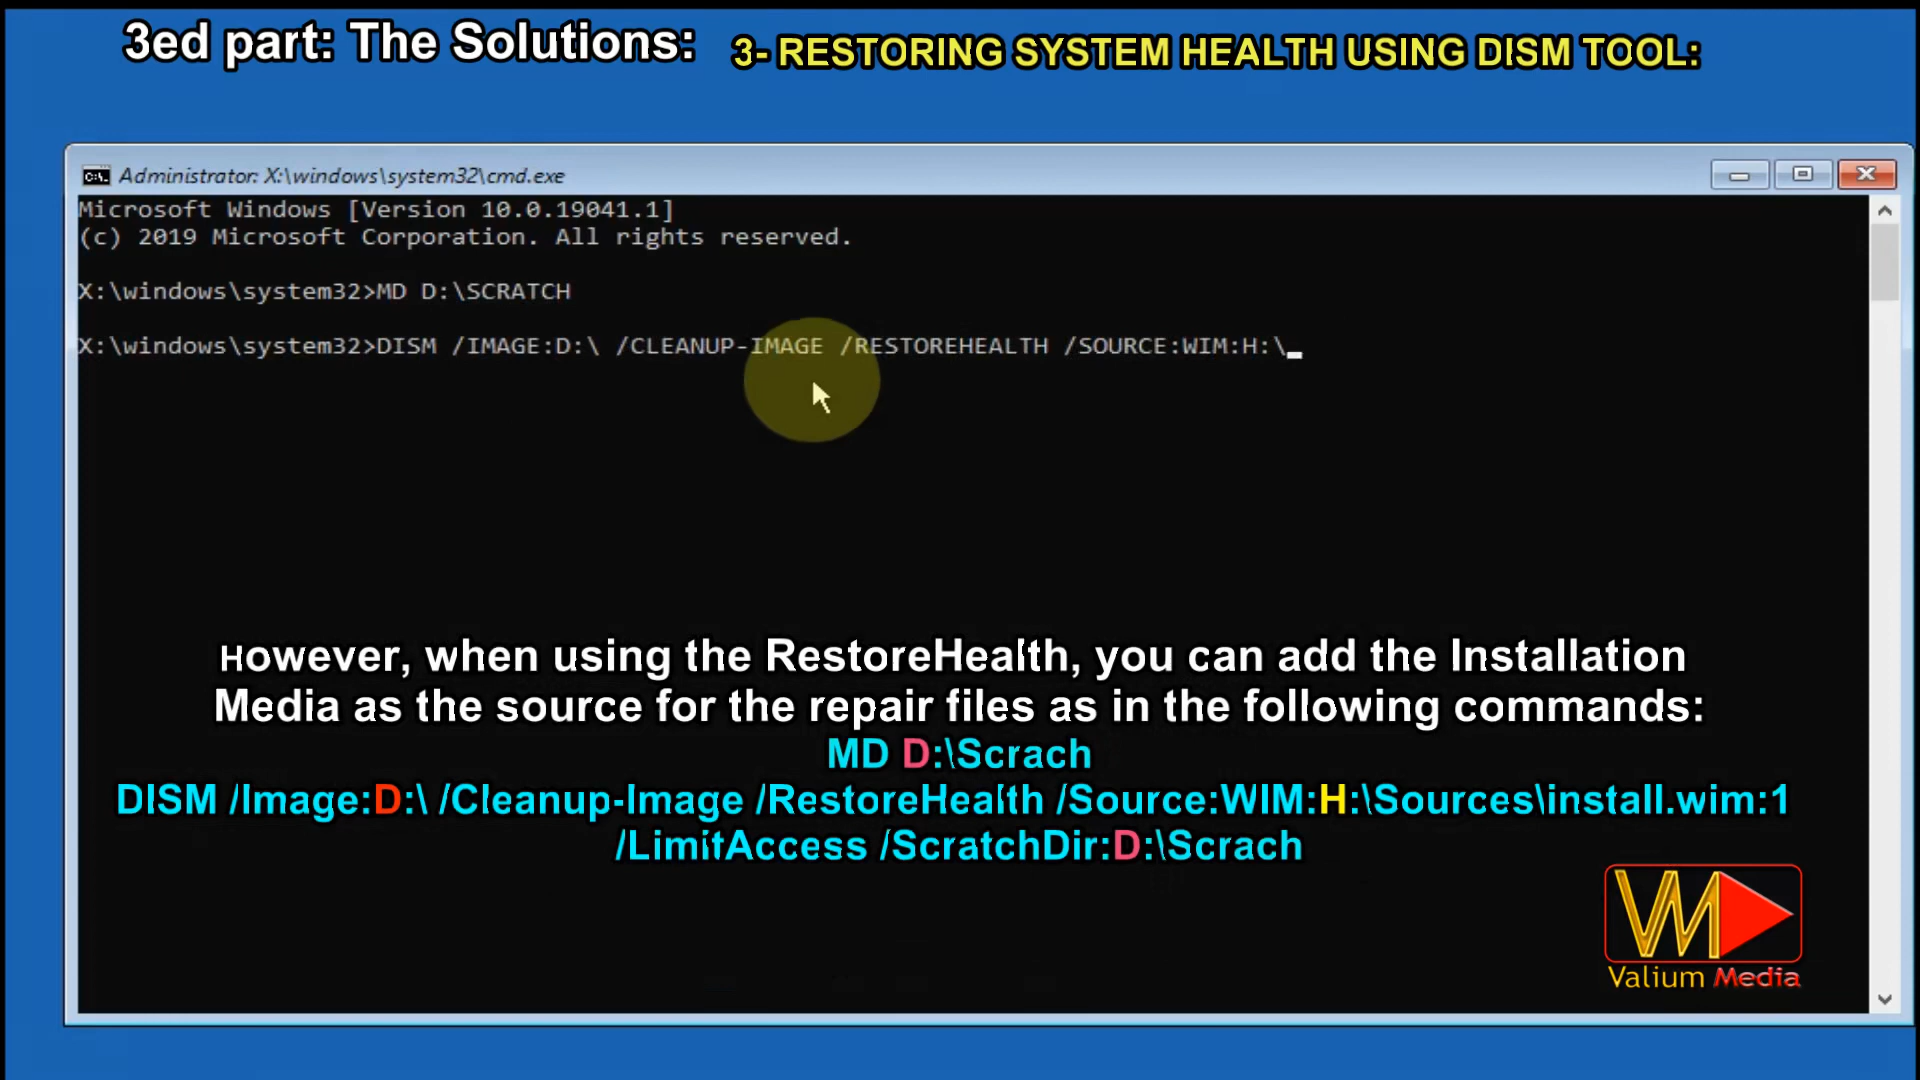 3ed part: The Solutions:
3- RESTORING SYSTEM HEALTH USING DISM TOOL:
Administrator: X:\windows\system32\cmd.exe
Microsoft Windows [Version 10.0.19041.1]
(c) 2019 Microsoft Corporation. All rights reserved.
X:\windows\system32>MD D:\SCRATCH
X:\windows\system32>DISM /IMAGE:D:\ /CLEANUP-IMAGE /RESTOREHEALTH /SOURCE:WIM:H:\_
However, when using the RestoreHealth, you can add the Installation
Media as the source for the repair files as in the following commands:
MD D:\Scrach
DISM /Image:D:\ /Cleanup-Image /RestoreHealth /Source:WIM:H:\Sources\install.wim:1
/LimitAccess /ScratchDir:D:\Scrach
VM
Valium Media